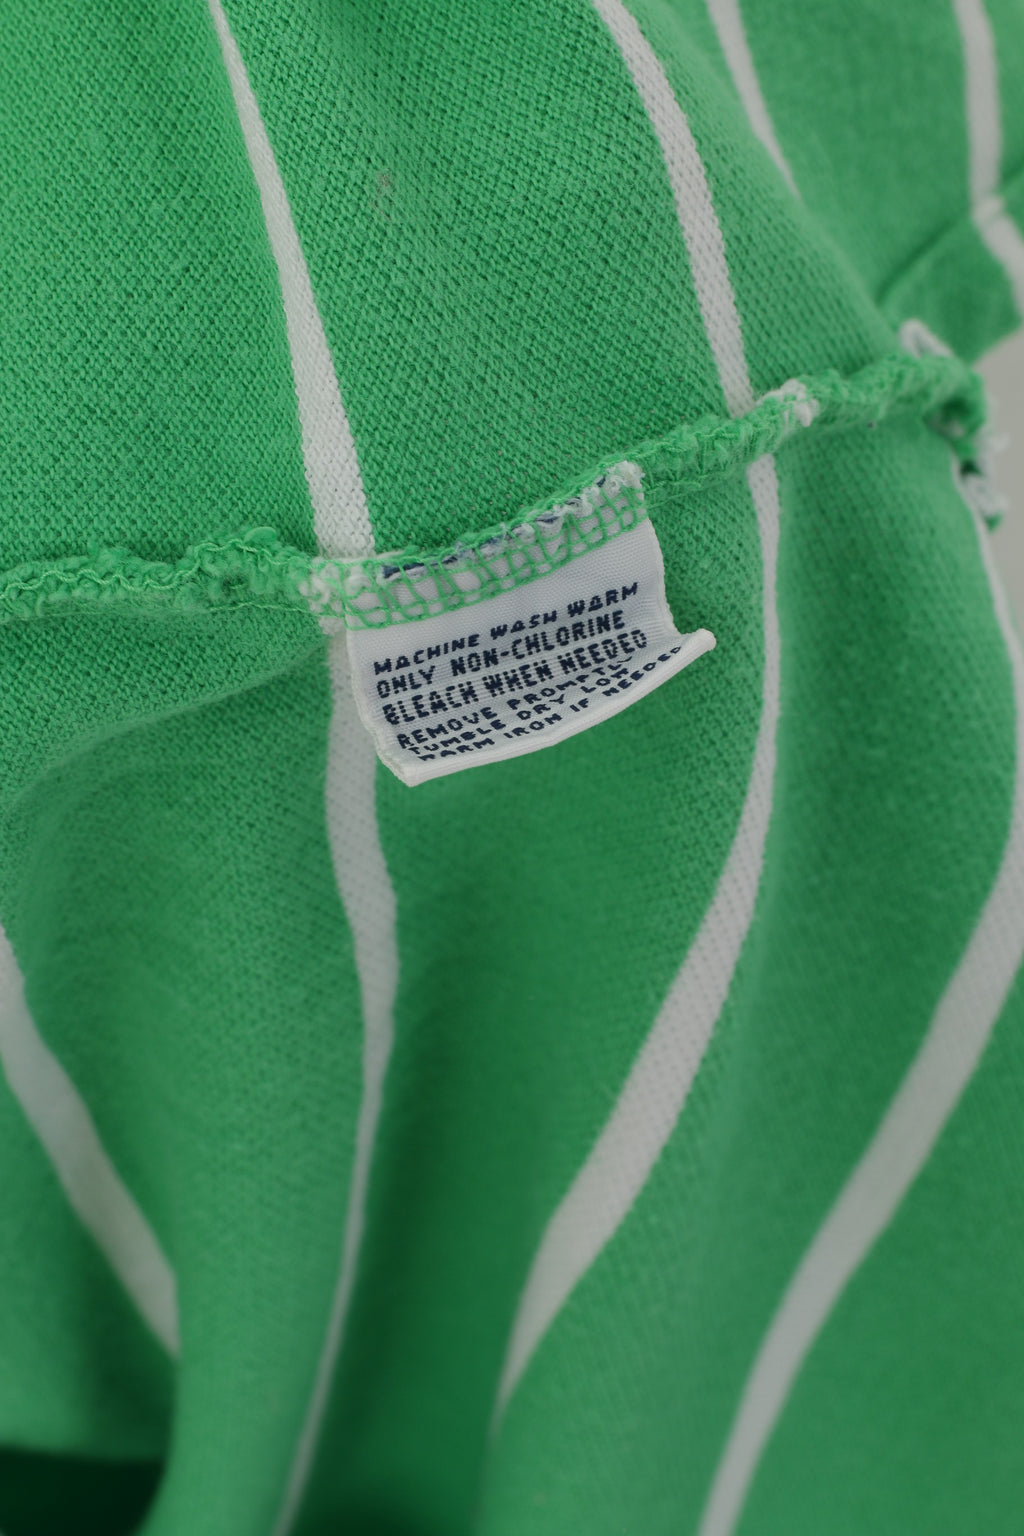 MACHINE WASH WARM
ONLY NON-CHLORINE
BLEACH WHEN NEEDED
REMOVE PROMPTLY
TUMBLE DRY LOW
WARM IRON IF NEEDED